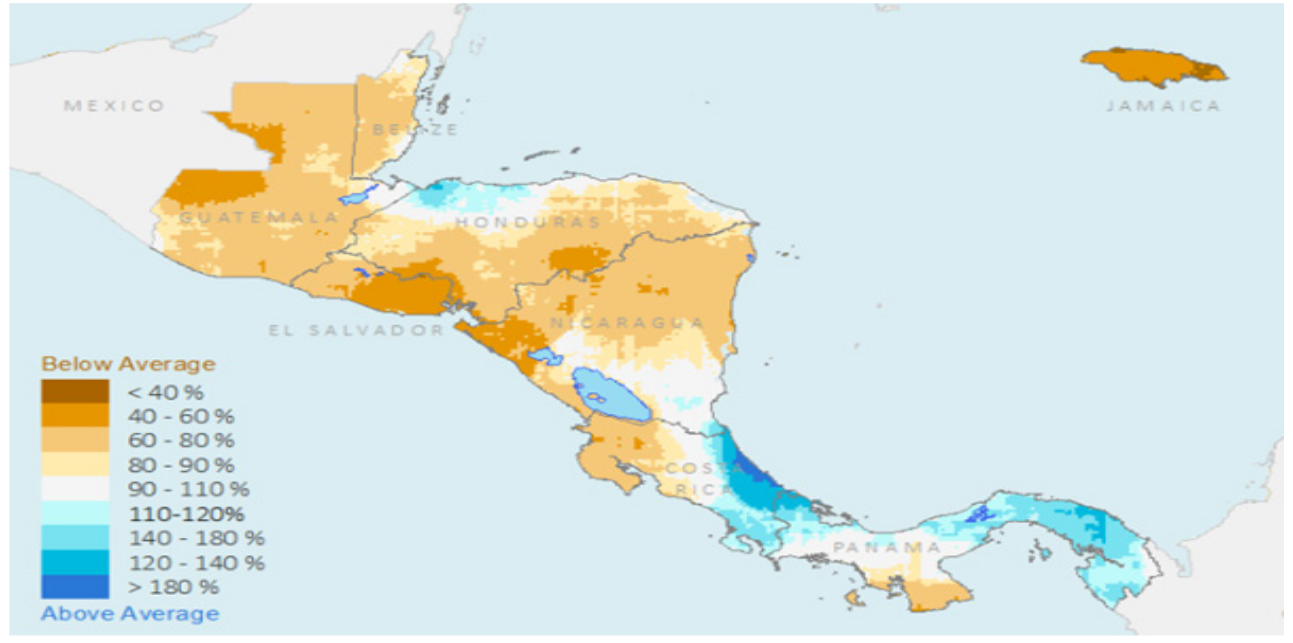 MEXICO
JAMAICA
BELIZE
GUATEMALA
HONDURAS
EL SALVADOR
NICARAGUA
COSTA
RICA
PANAMA
Below Average
< 40 %
40 - 60 %
60 - 80 %
80 - 90 %
90 - 110 %
110-120%
140 - 180 %
120 - 140 %
> 180 %
Above Average